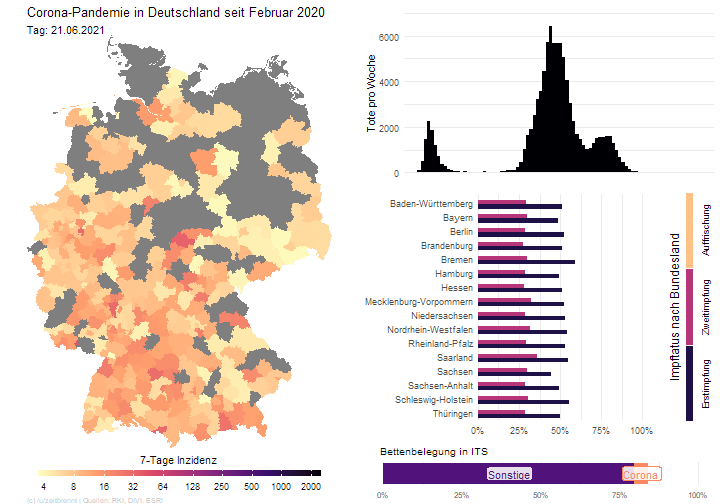 Corona-Pandemie in Deutschland seit Februar 2020
Tag: 21.06.2021
7-Tage Inzidenz
4 8 16 32 64 128 250 500 1000 2000
(c) /u/zeitbrennt | Quellen: RKI, DIVI, ESRI
Tote pro Woche
6000
4000
2000
0
Baden-Württemberg
Bayern
Berlin
Brandenburg
Bremen
Hamburg
Hessen
Mecklenburg-Vorpommern
Niedersachsen
Nordrhein-Westfalen
Rheinland-Pfalz
Saarland
Sachsen
Sachsen-Anhalt
Schleswig-Holstein
Thüringen
0% 25% 50% 75% 100%
Impfstatus nach Bundesland
Auffrischung
Zweitimpfung
Erstimpfung
Bettenbelegung in ITS
Sonstige
Corona
0% 25% 50% 75% 100%